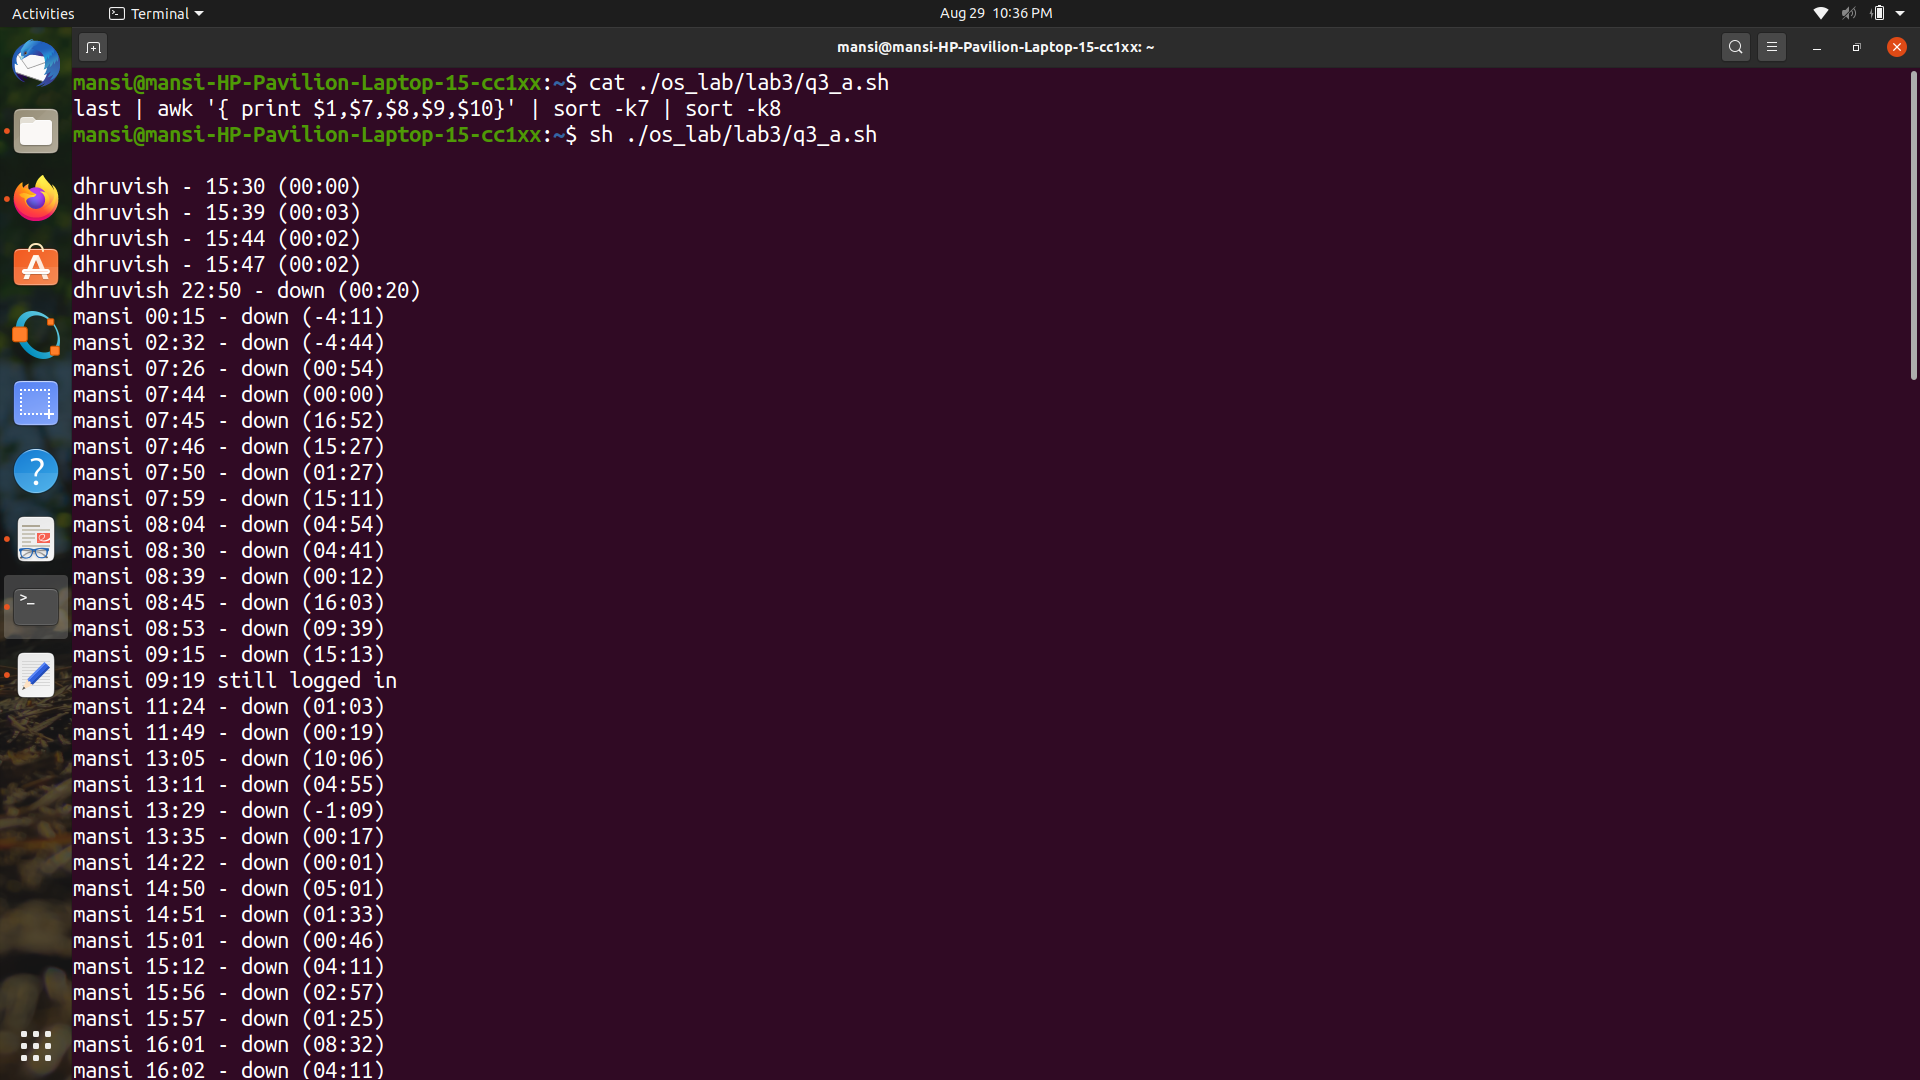 Activities Terminal Aug 29 10:36 PM
mansi@mansi-HP-Pavilion-Laptop-15-cc1xx: ~
mansi@mansi-HP-Pavilion-Laptop-15-cc1xx:~$ cat ./os_lab/lab3/q3_a.sh
last | awk '{ print $1,$7,$8,$9,$10}' | sort -k7 | sort -k8
mansi@mansi-HP-Pavilion-Laptop-15-cc1xx:~$ sh ./os_lab/lab3/q3_a.sh
dhruvish - 15:30 (00:00)
dhruvish - 15:39 (00:03)
dhruvish - 15:44 (00:02)
dhruvish - 15:47 (00:02)
dhruvish 22:50 - down (00:20)
mansi 00:15 - down (-4:11)
mansi 02:32 - down (-4:44)
mansi 07:26 - down (00:54)
mansi 07:44 - down (00:00)
mansi 07:45 - down (16:52)
mansi 07:46 - down (15:27)
mansi 07:50 - down (01:27)
mansi 07:59 - down (15:11)
mansi 08:04 - down (04:54)
mansi 08:30 - down (04:41)
mansi 08:39 - down (00:12)
mansi 08:45 - down (16:03)
mansi 08:53 - down (09:39)
mansi 09:15 - down (15:13)
mansi 09:19 still logged in
mansi 11:24 - down (01:03)
mansi 11:49 - down (00:19)
mansi 13:05 - down (10:06)
mansi 13:11 - down (04:55)
mansi 13:29 - down (-1:09)
mansi 13:35 - down (00:17)
mansi 14:22 - down (00:01)
mansi 14:50 - down (05:01)
mansi 14:51 - down (01:33)
mansi 15:01 - down (00:46)
mansi 15:12 - down (04:11)
mansi 15:56 - down (02:57)
mansi 15:57 - down (01:25)
mansi 16:01 - down (08:32)
mansi 16:02 - down (04:11)